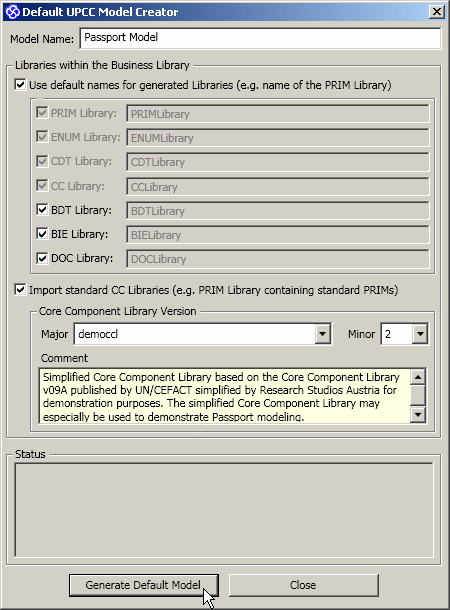 Default UPCC Model Creator
Model Name: Passport Model
Libraries within the Business Library
Use default names for generated Libraries (e.g. name of the PRIM Library)
PRIM Library: PRIMLibrary
ENUM Library: ENUMLibrary
CDT Library: CDTLibrary
CC Library: CCLibrary
BDT Library: BDTLibrary
BIE Library: BIELibrary
DOC Library: DOCLibrary
Import standard CC Libraries (e.g. PRIM Library containing standard PRIMs)
Core Component Library Version
Major democcl Minor 2
Comment
Simplified Core Component Library based on the Core Component Library
v09A published by UN/CEFACT simplified by Research Studios Austria for
demonstration purposes. The simplified Core Component Library may
especially be used to demonstrate Passport modeling.
Status
Generate Default Model Close